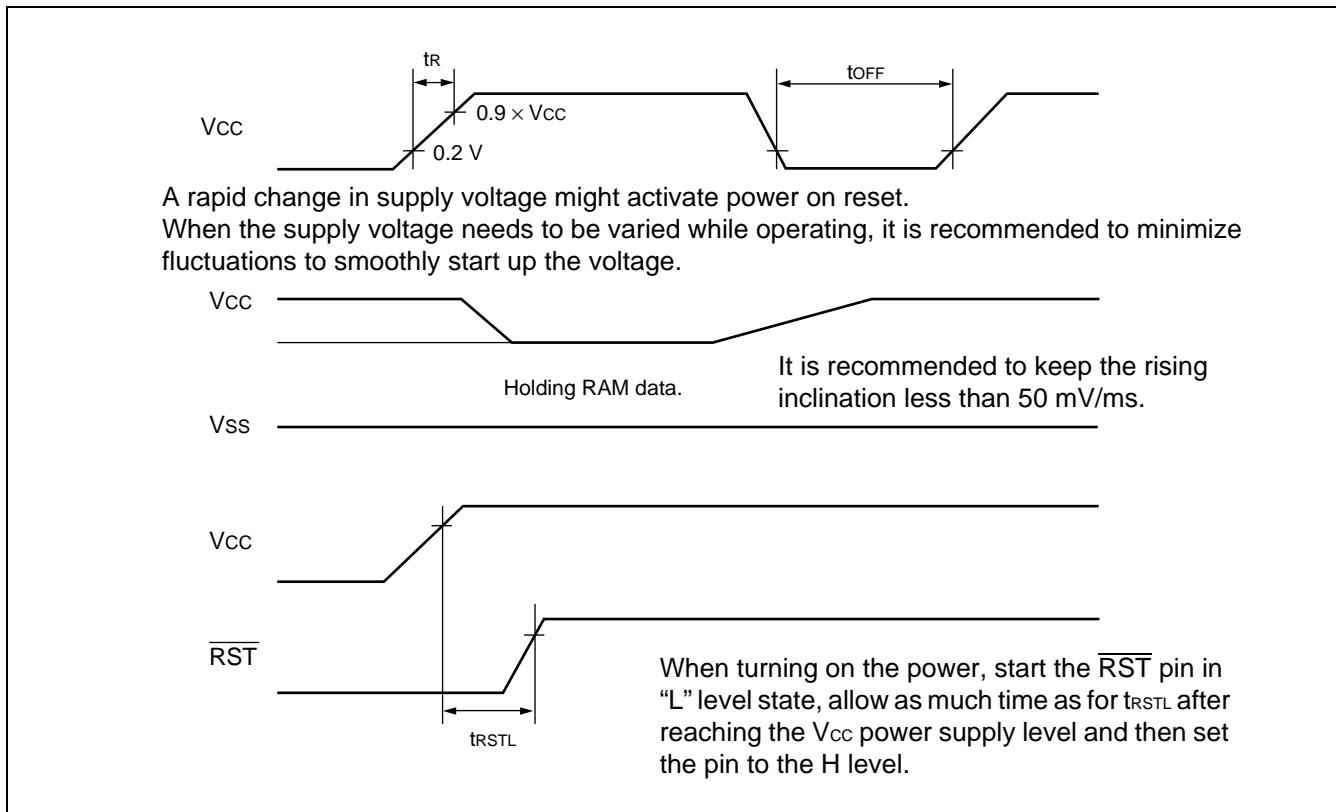 tR
tOFF
VCC
0.9 × VCC
0.2 V
A rapid change in supply voltage might activate power on reset.
When the supply voltage needs to be varied while operating, it is recommended to minimize
fluctuations to smoothly start up the voltage.
VCC
It is recommended to keep the rising
inclination less than 50 mV/ms.
Holding RAM data.
VSS
VCC
RST
When turning on the power, start the RST pin in
“L” level state, allow as much time as for tRSTL after
reaching the VCC power supply level and then set
the pin to the H level.
tRSTL